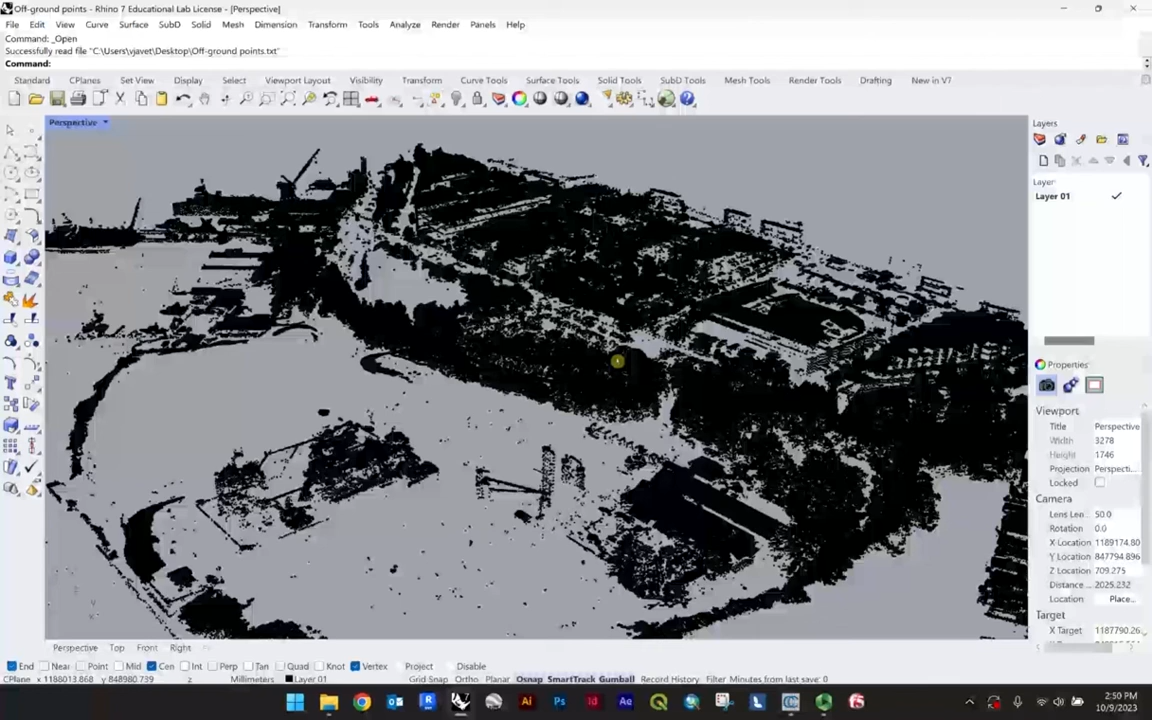 Off-ground points - Rhino 7 Educational Lab License - [Perspective]
File Edit View Curve Surface SubD Solid Mesh Dimension Transform Tools Analyze Render Panels Help
Command: _Open
Successfully read file "C:\Users\vjavet\Desktop\Off-ground points.txt"
Command:
Standard CPlanes Set View Display Select Viewport Layout Visibility Transform Curve Tools Surface Tools Solid Tools SubD Tools Mesh Tools Render Tools Drafting New in V7
Perspective
Layers
Layer
Layer 01
Properties
Viewport
Title Perspective
Width 3278
Height 1746
Projection Perspecti...
Locked
Camera
Lens Len... 50.0
Rotation 0.0
X Location 1189174.80
Y Location 847794.896
Z Location 709.275
Distance ... 2025.232
Location Place...
Target
X Target 1187790.26
Perspective Top Front Right
End Near Point Mid Cen Int Perp Tan Quad Knot Vertex Project Disable
CPlane x 1188013.868 y 848980.739 z Millimeters Layer 01 Grid Snap Ortho Planar Osnap SmartTrack Gumball Record History Filter Minutes from last save: 0
2:50 PM
10/9/2023